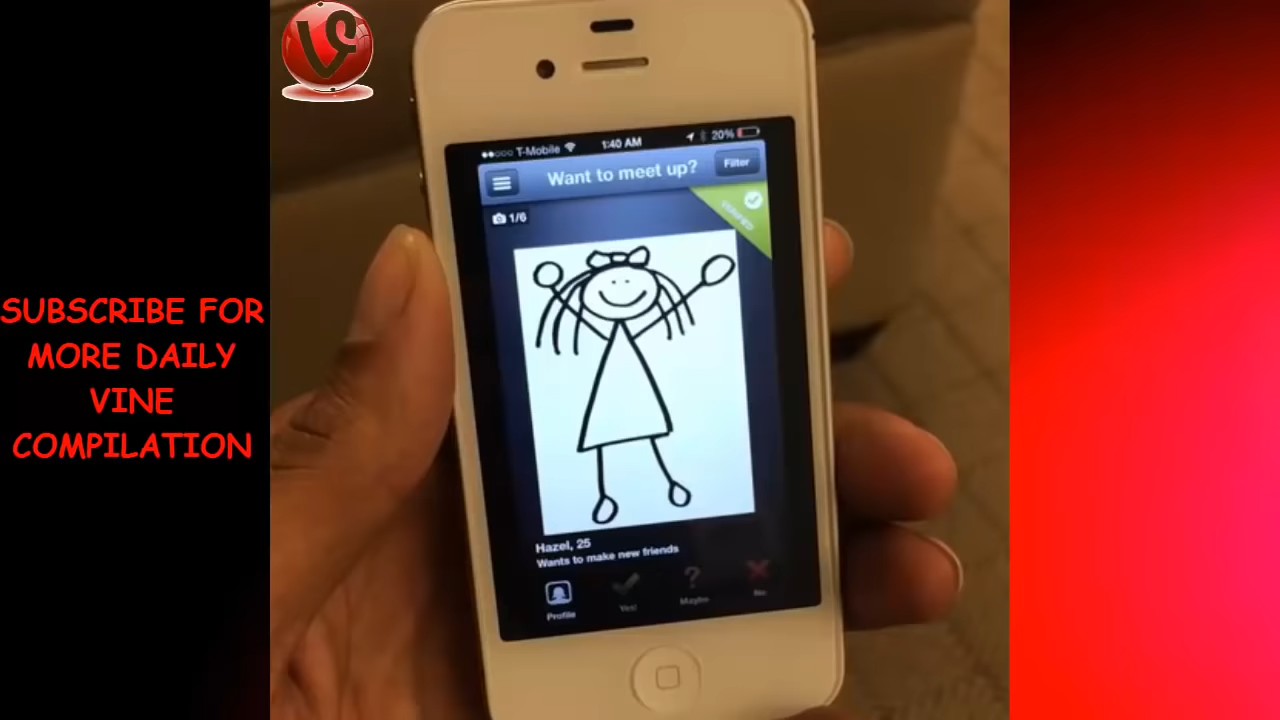 SUBSCRIBE FOR
MORE DAILY
VINE
COMPILATION
T-Mobile
1:40 AM
20%
Want to meet up?
Filter
1/6
VERIFIED
Hazel, 25
Wants to make new friends
Profile
Yes!
Maybe
No